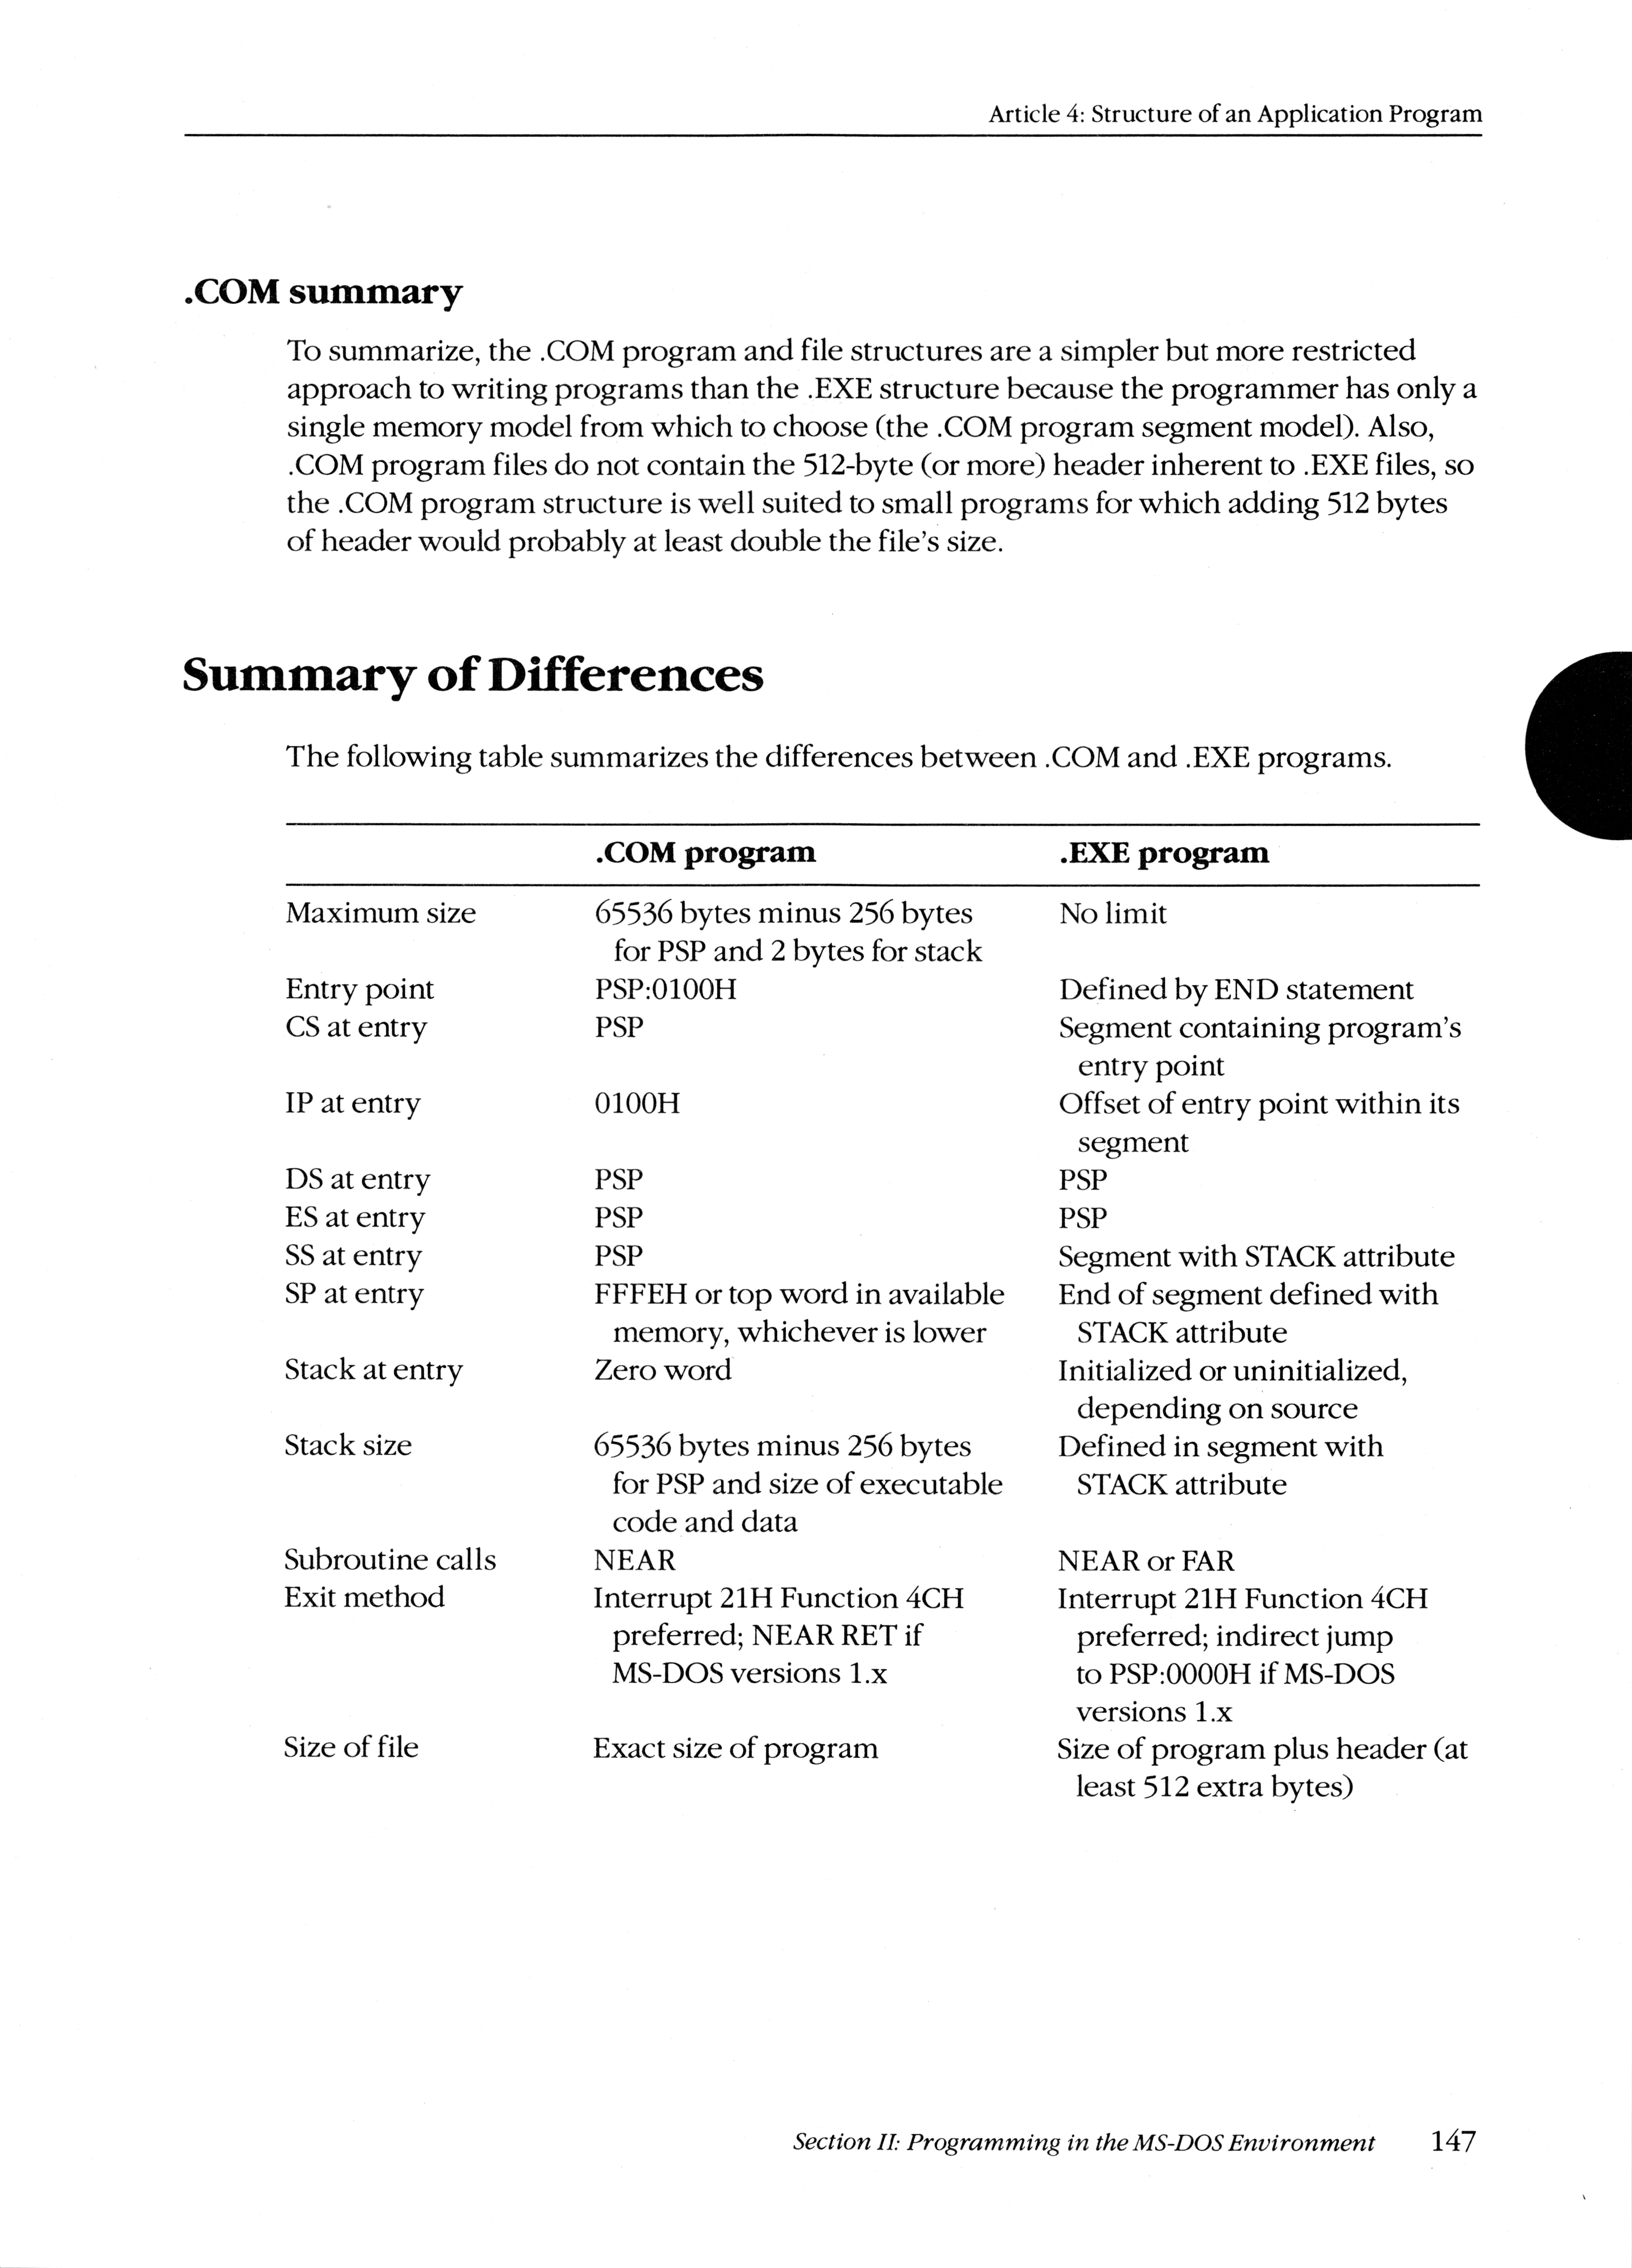 Article 4: Structure of an Application Program
.COM summary
To summarize, the .COM program and file structures are a simpler but more restricted
approach to writing programs than the .EXE structure because the programmer has only a
single memory model from which to choose (the .COM program segment model). Also,
.COM program files do not contain the 512-byte (or more) header inherent to .EXE files, so
the .COM program structure is well suited to small programs for which adding 512 bytes
of header would probably at least double the file's size.
Summary of Differences
The following table summarizes the differences between .COM and .EXE programs.
.COM program .EXE program
Maximum size 65536 bytes minus 256 bytes No limit
for PSP and 2 bytes for stack
Entry point PSP:0100H Defined by END statement
CS at entry PSP Segment containing program's
entry point
IP at entry 0100H Offset of entry point within its
segment
DS at entry PSP PSP
ES at entry PSP PSP
SS at entry PSP Segment with STACK attribute
SP at entry FFFEH or top word in available End of segment defined with
memory, whichever is lower STACK attribute
Stack at entry Zero word Initialized or uninitialized,
depending on source
Stack size 65536 bytes minus 256 bytes Defined in segment with
for PSP and size of executable STACK attribute
code and data
Subroutine calls NEAR NEAR or FAR
Exit method Interrupt 21H Function 4CH Interrupt 21H Function 4CH
preferred; NEAR RET if preferred; indirect jump
MS-DOS versions 1.x to PSP:0000H if MS-DOS
versions 1.x
Size of file Exact size of program Size of program plus header (at
least 512 extra bytes)
Section II: Programming in the MS-DOS Environment 147